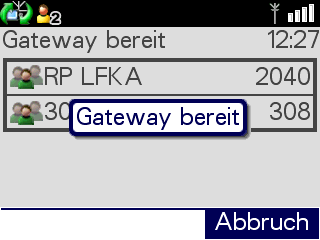 2
Gateway bereit 12:27
RP LFKA 2040
30 308
Gateway bereit
Abbruch